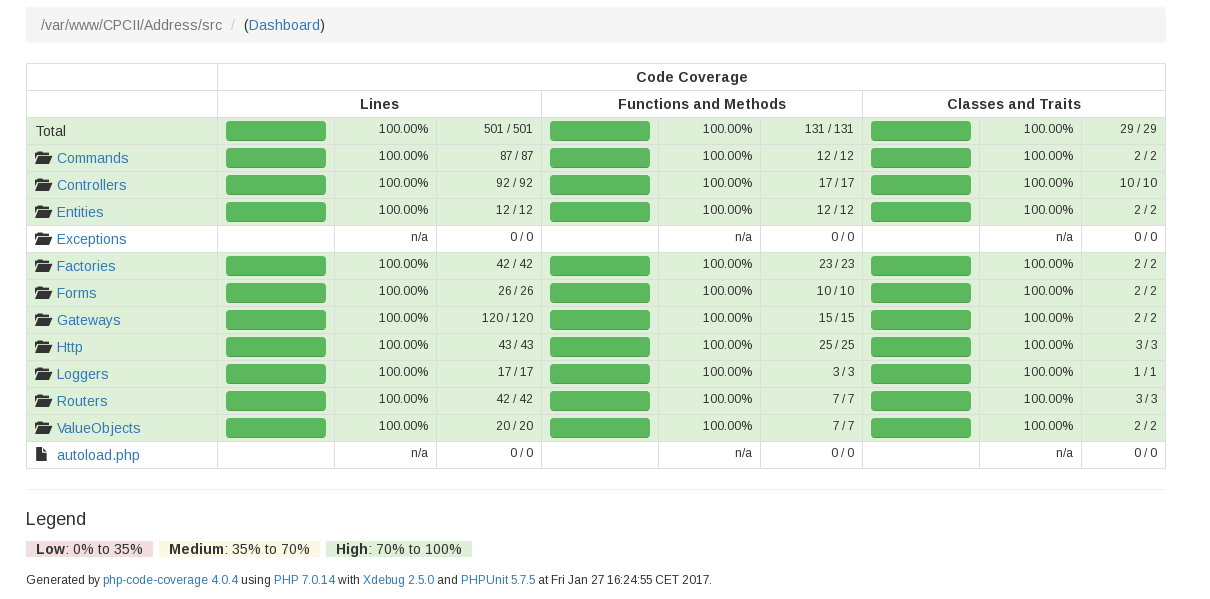 /var/www/CPCII/Address/src / (Dashboard)
Code Coverage
Lines Functions and Methods Classes and Traits
Total 100.00% 501 / 501 100.00% 131 / 131 100.00% 29 / 29
Commands 100.00% 87 / 87 100.00% 12 / 12 100.00% 2 / 2
Controllers 100.00% 92 / 92 100.00% 17 / 17 100.00% 10 / 10
Entities 100.00% 12 / 12 100.00% 12 / 12 100.00% 2 / 2
Exceptions n/a 0 / 0 n/a 0 / 0 n/a 0 / 0
Factories 100.00% 42 / 42 100.00% 23 / 23 100.00% 2 / 2
Forms 100.00% 26 / 26 100.00% 10 / 10 100.00% 2 / 2
Gateways 100.00% 120 / 120 100.00% 15 / 15 100.00% 2 / 2
Http 100.00% 43 / 43 100.00% 25 / 25 100.00% 3 / 3
Loggers 100.00% 17 / 17 100.00% 3 / 3 100.00% 1 / 1
Routers 100.00% 42 / 42 100.00% 7 / 7 100.00% 3 / 3
ValueObjects 100.00% 20 / 20 100.00% 7 / 7 100.00% 2 / 2
autoload.php n/a 0 / 0 n/a 0 / 0 n/a 0 / 0
Legend
Low: 0% to 35% Medium: 35% to 70% High: 70% to 100%
Generated by php-code-coverage 4.0.4 using PHP 7.0.14 with Xdebug 2.5.0 and PHPUnit 5.7.5 at Fri Jan 27 16:24:55 CET 2017.